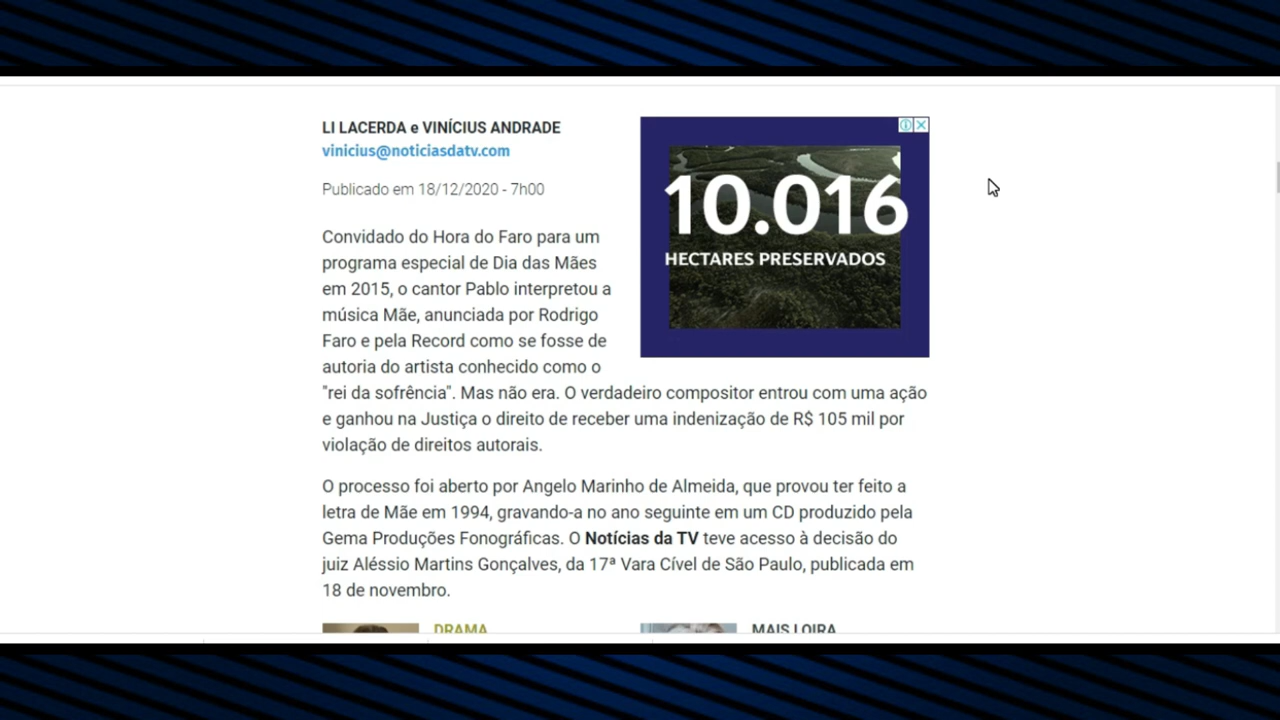 LI LACERDA e VINÍCIUS ANDRADE
vinicius@noticiasdatv.com
Publicado em 18/12/2020 - 7h00
Convidado do Hora do Faro para um
programa especial de Dia das Mães
em 2015, o cantor Pablo interpretou a
música Mãe, anunciada por Rodrigo
Faro e pela Record como se fosse de
autoria do artista conhecido como o
"rei da sofrência". Mas não era. O verdadeiro compositor entrou com uma ação
e ganhou na Justiça o direito de receber uma indenização de R$ 105 mil por
violação de direitos autorais.
10.016
HECTARES PRESERVADOS
O processo foi aberto por Angelo Marinho de Almeida, que provou ter feito a
letra de Mãe em 1994, gravando-a no ano seguinte em um CD produzido pela
Gema Produções Fonográficas. O Notícias da TV teve acesso à decisão do
juiz Aléssio Martins Gonçalves, da 17ª Vara Cível de São Paulo, publicada em
18 de novembro.
DRAMA
MAIS LOIRA